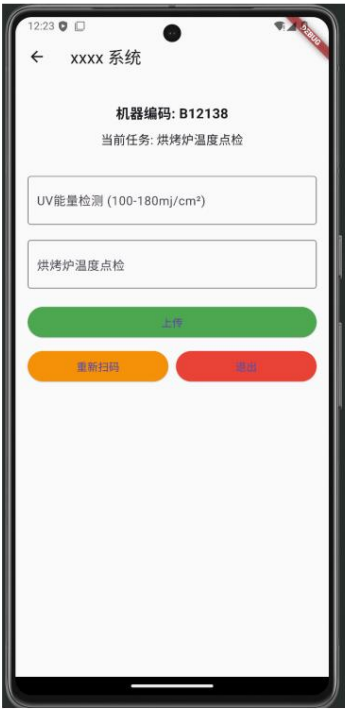 12:23
DEBUG
xxxx 系统
机器编码: B12138
当前任务: 烘烤炉温度点检
UV能量检测 (100-180mj/cm²)
烘烤炉温度点检
上传
重新扫码
退出